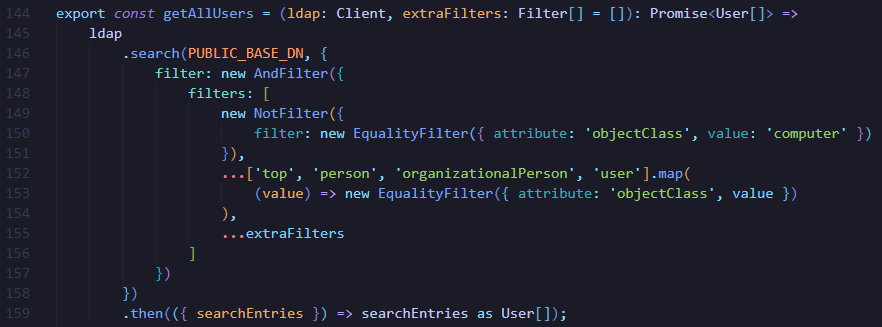 144 export const getAllUsers = (ldap: Client, extraFilters: Filter[] = []): Promise<User[]> =>
145     ldap
146         .search(PUBLIC_BASE_DN, {
147             filter: new AndFilter({
148                 filters: [
149                     new NotFilter({
150                         filter: new EqualityFilter({ attribute: 'objectClass', value: 'computer' })
151                     }),
152                     ...['top', 'person', 'organizationalPerson', 'user'].map(
153                         (value) => new EqualityFilter({ attribute: 'objectClass', value })
154                     ),
155                     ...extraFilters
156                 ]
157             })
158         })
159         .then(({ searchEntries }) => searchEntries as User[]);